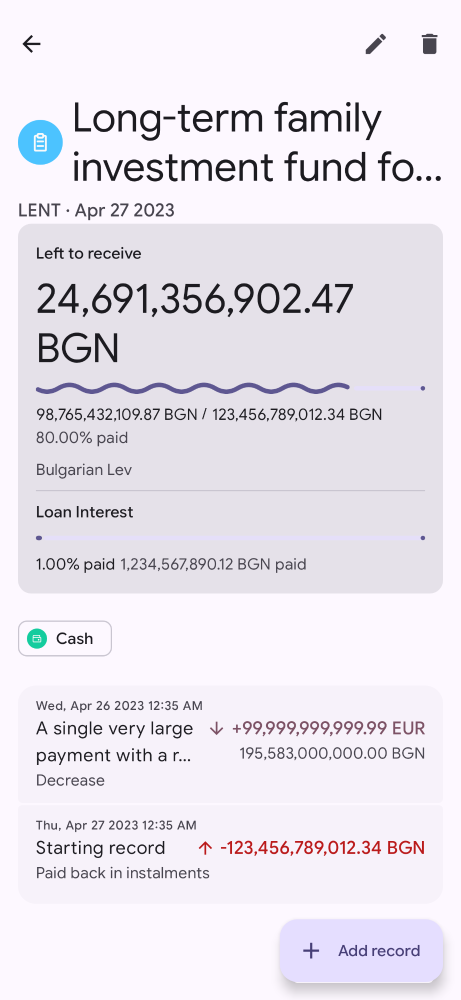 Long-term family
investment fund fo...
LENT · Apr 27 2023
Left to receive
24,691,356,902.47
BGN
98,765,432,109.87 BGN / 123,456,789,012.34 BGN
80.00% paid
Bulgarian Lev
Loan Interest
1.00% paid 1,234,567,890.12 BGN paid
Cash
Wed, Apr 26 2023 12:35 AM
A single very large ↓ +99,999,999,999.99 EUR
payment with a r... 195,583,000,000.00 BGN
Decrease
Thu, Apr 27 2023 12:35 AM
Starting record ↑ -123,456,789,012.34 BGN
Paid back in instalments
+ Add record